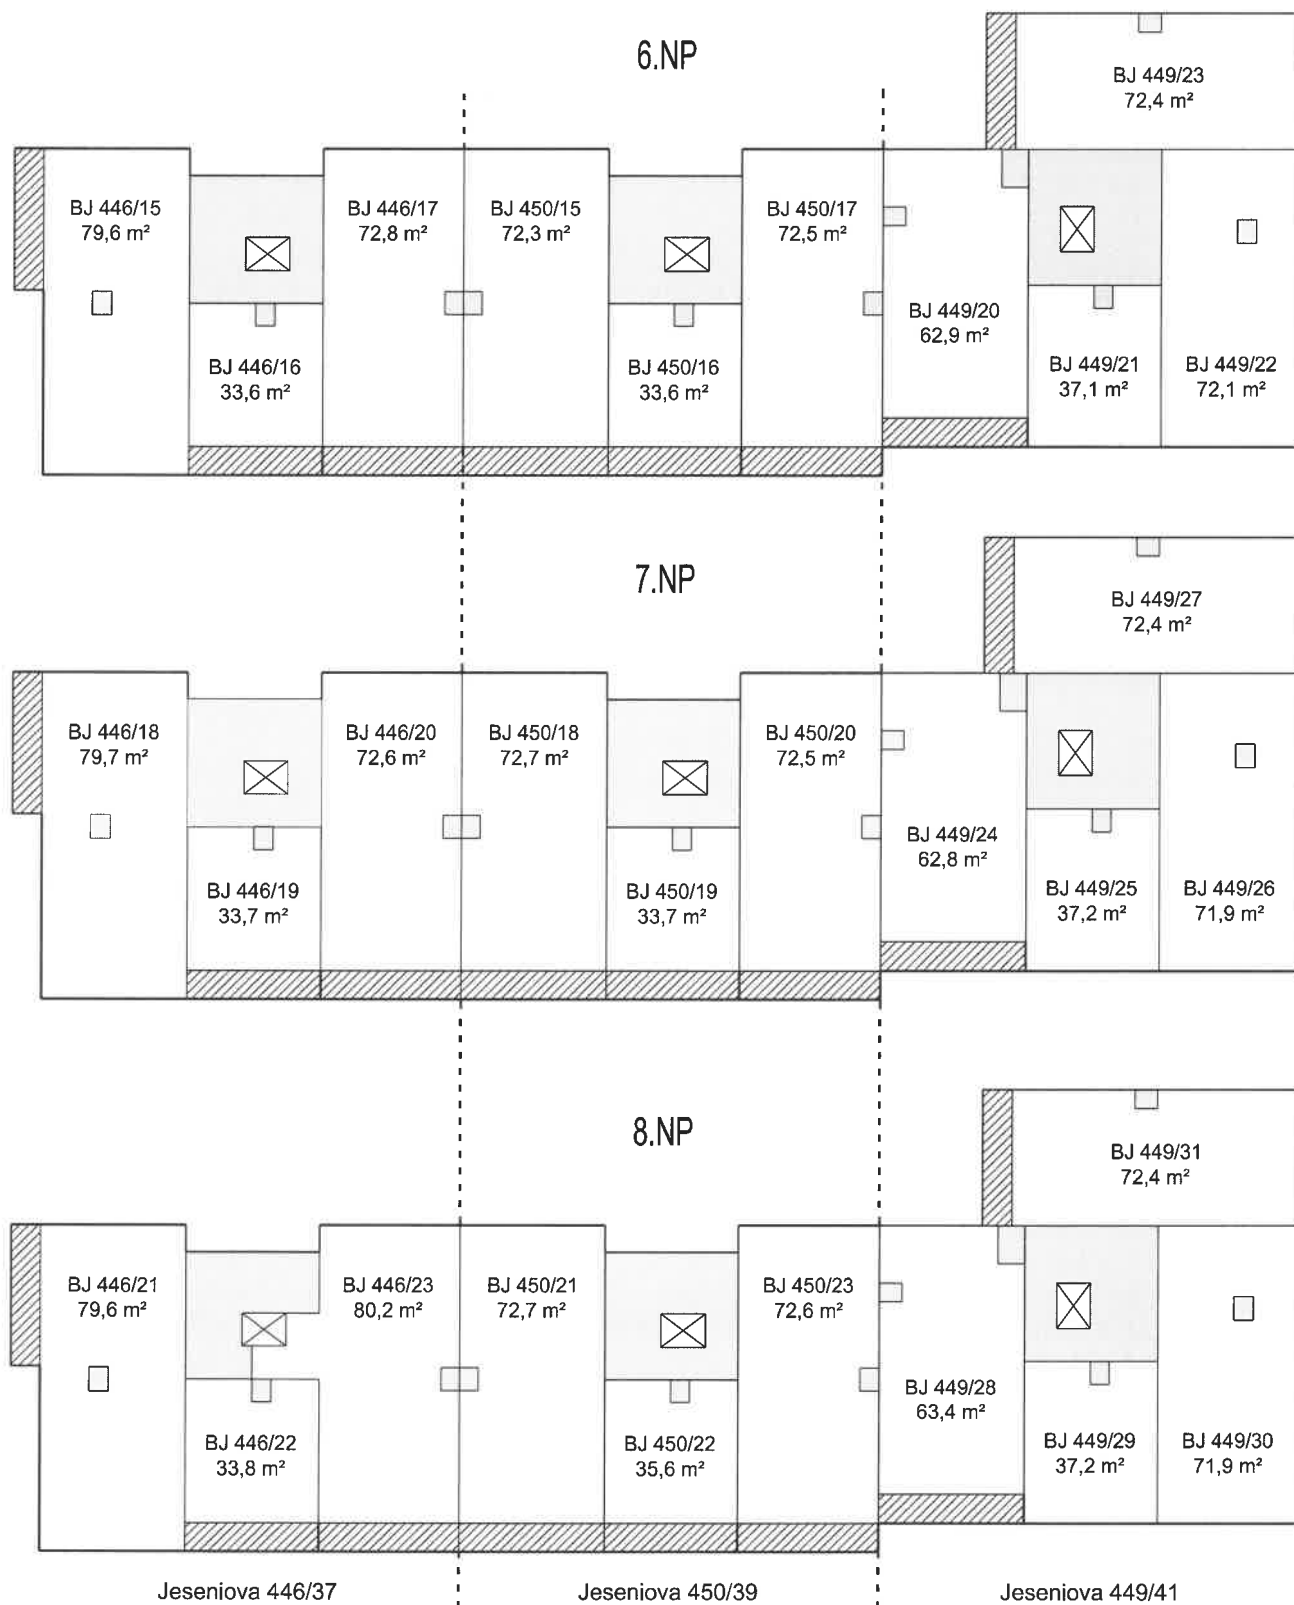 6.NP
BJ 449/23
72,4 m²
BJ 446/15
79,6 m²
BJ 446/17
72,8 m²
BJ 450/15
72,3 m²
BJ 450/17
72,5 m²
BJ 449/20
62,9 m²
BJ 446/16
33,6 m²
BJ 450/16
33,6 m²
BJ 449/21
37,1 m²
BJ 449/22
72,1 m²
7.NP
BJ 449/27
72,4 m²
BJ 446/18
79,7 m²
BJ 446/20
72,6 m²
BJ 450/18
72,7 m²
BJ 450/20
72,5 m²
BJ 449/24
62,8 m²
BJ 446/19
33,7 m²
BJ 450/19
33,7 m²
BJ 449/25
37,2 m²
BJ 449/26
71,9 m²
8.NP
BJ 449/31
72,4 m²
BJ 446/21
79,6 m²
BJ 446/23
80,2 m²
BJ 450/21
72,7 m²
BJ 450/23
72,6 m²
BJ 449/28
63,4 m²
BJ 446/22
33,8 m²
BJ 450/22
35,6 m²
BJ 449/29
37,2 m²
BJ 449/30
71,9 m²
Jeseniova 446/37
Jeseniova 450/39
Jeseniova 449/41